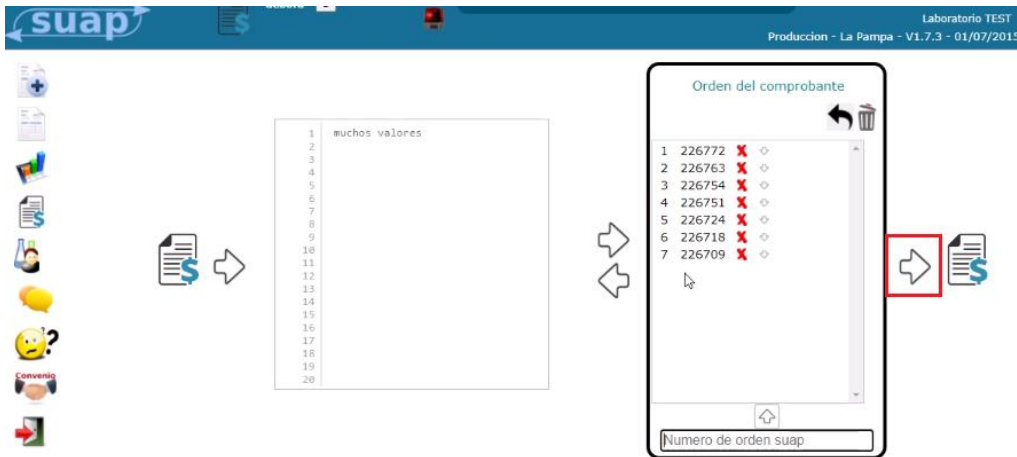 suap
Laboratorio TEST
Produccion - La Pampa - V1.7.3 - 01/07/2015
Orden del comprobante
1 muchos valores
2
3
4
5
6
7
8
9
10
11
12
13
14
15
16
17
18
19
20
1 226772 X
2 226763 X
3 226754 X
4 226751 X
5 226724 X
6 226718 X
7 226709 X
Numero de orden suap
Convenio